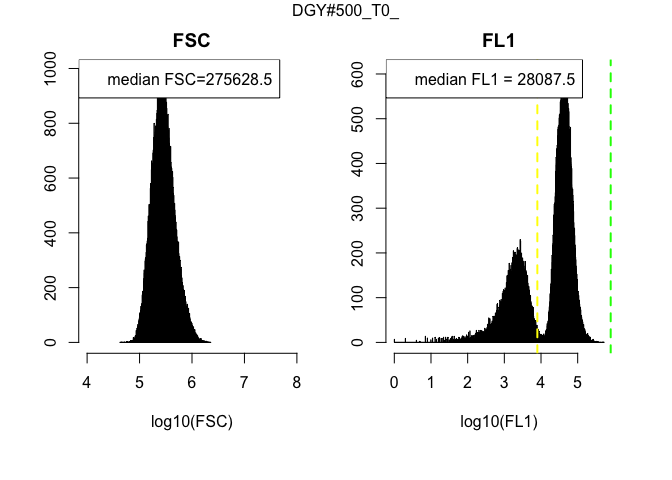 DGY#500_T0_
FSC
median FSC=275628.5
0
200
400
600
800
1000
4 5 6 7 8
log10(FSC)
FL1
median FL1 = 28087.5
0
100
200
300
400
500
600
0 1 2 3 4 5
log10(FL1)